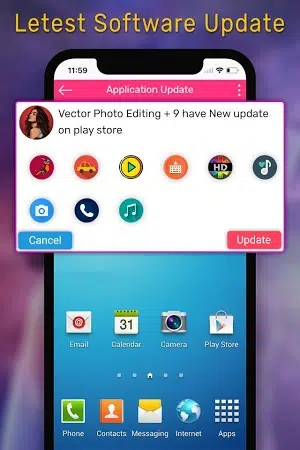 Letest Software Update
11:59
Application Update
Vector Photo Editing + 9 have New update
on play store
HD
Cancel
Update
Email
Calendar
Camera
Play Store
31
Phone
Contacts
Messaging
Internet
Apps